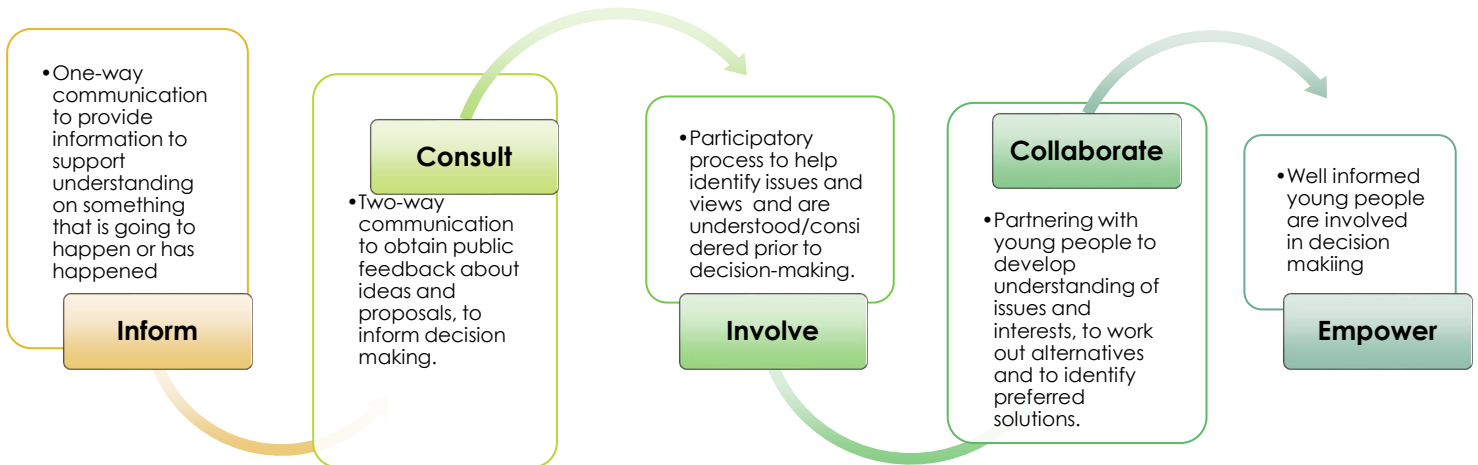 •One-way
communication
to provide
information to
support
understanding
on something
that is going to
happen or has
happened
Inform
Consult
•Two-way
communication
to obtain public
feedback about
ideas and
proposals, to
inform decision
making.
•Participatory
process to help
identify issues and
views  and are
understood/consi
dered prior to
decision-making.
Involve
Collaborate
•Partnering with
young people to
develop
understanding of
issues and
interests, to work
out alternatives
and to identify
preferred
solutions.
•Well informed
young people
are involved
in decision
makiing
Empower